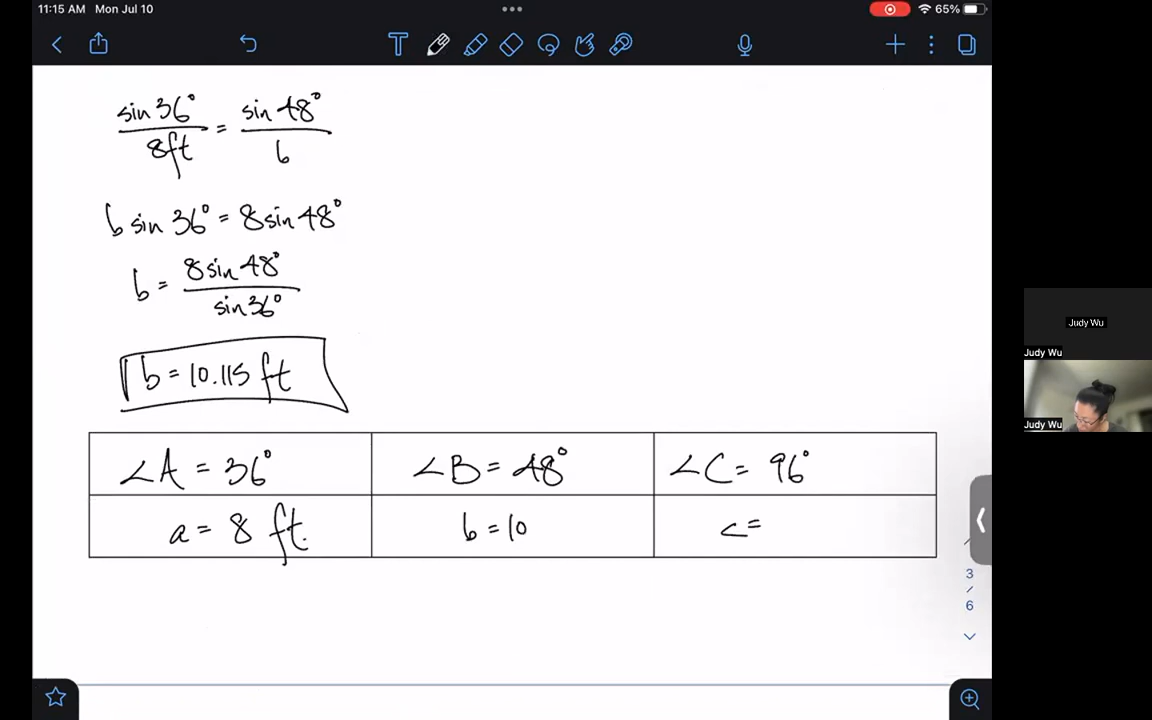 11:15 AM Mon Jul 10
65%
T
sin 36° / 8ft = sin 48° / b
b sin 36° = 8 sin 48°
b = 8 sin 48° / sin 36°
b = 10.115 ft
∠A = 36° ∠B = 48° ∠C = 96°
a = 8 ft. b = 10 c =
3
/
6
Judy Wu
Judy Wu
Judy Wu